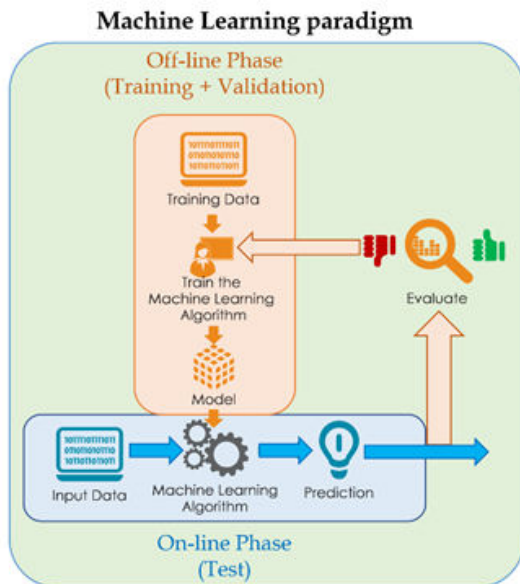 Machine Learning paradigm
Off-line Phase
(Training + Validation)
Training Data
Train the
Machine Learning
Algorithm
Evaluate
Model
Input Data
Machine Learning
Algorithm
Prediction
On-line Phase
(Test)